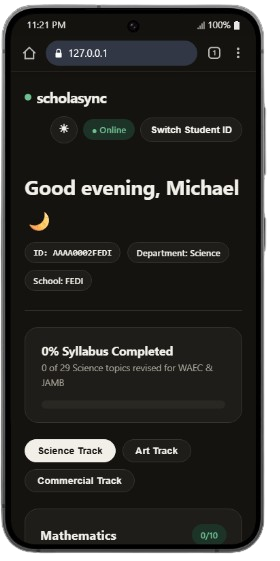 11:21 PM 100%
127.0.0.1 1
scholasync
Online Switch Student ID
Good evening, Michael
🌙
ID: AAAA0002FEDI Department: Science
School: FEDI
0% Syllabus Completed
0 of 29 Science topics revised for WAEC &
JAMB
Science Track Art Track
Commercial Track
Mathematics 0/10